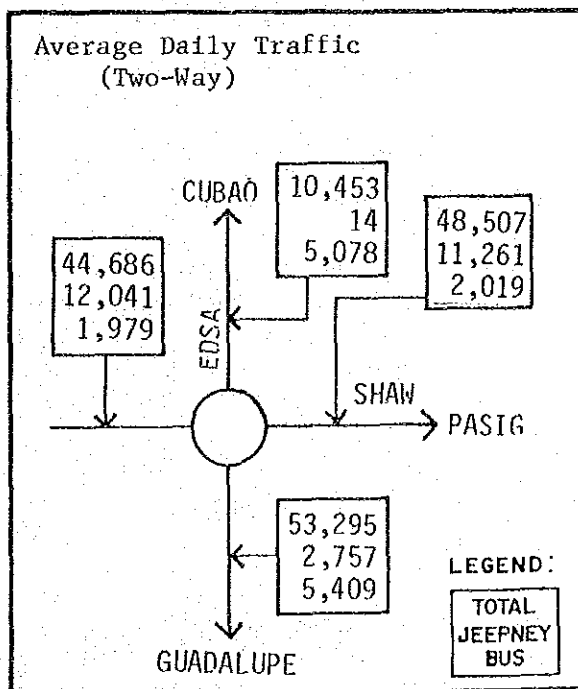 Average Daily Traffic
(Two-Way)
CUBAO
10,453
14
5,078
48,507
11,261
2,019
44,686
12,041
1,979
EDSA
SHAW
PASIG
53,295
2,757
5,409
GUADALUPE
LEGEND:
TOTAL
JEEPNEY
BUS